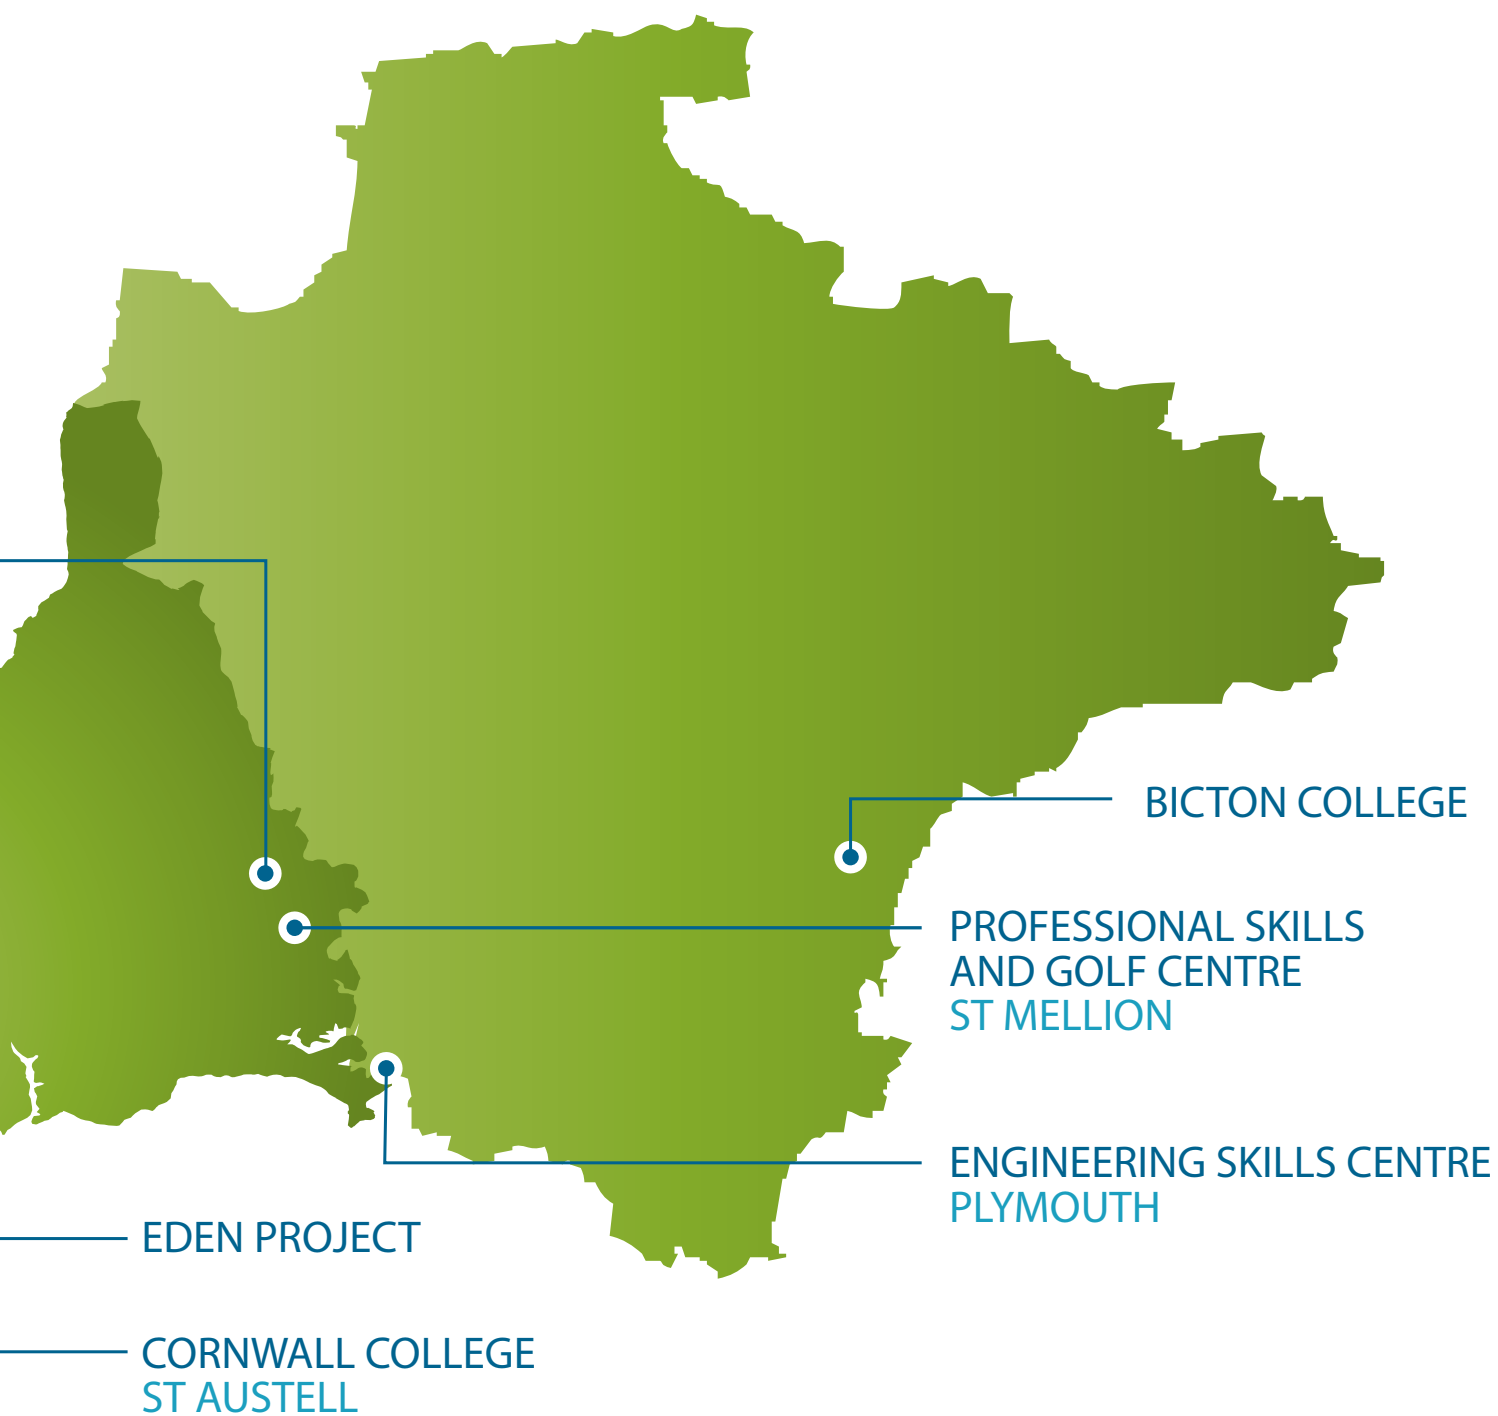 BICTON COLLEGE
PROFESSIONAL SKILLS
AND GOLF CENTRE
ST MELLION
ENGINEERING SKILLS CENTRE
PLYMOUTH
EDEN PROJECT
CORNWALL COLLEGE
ST AUSTELL